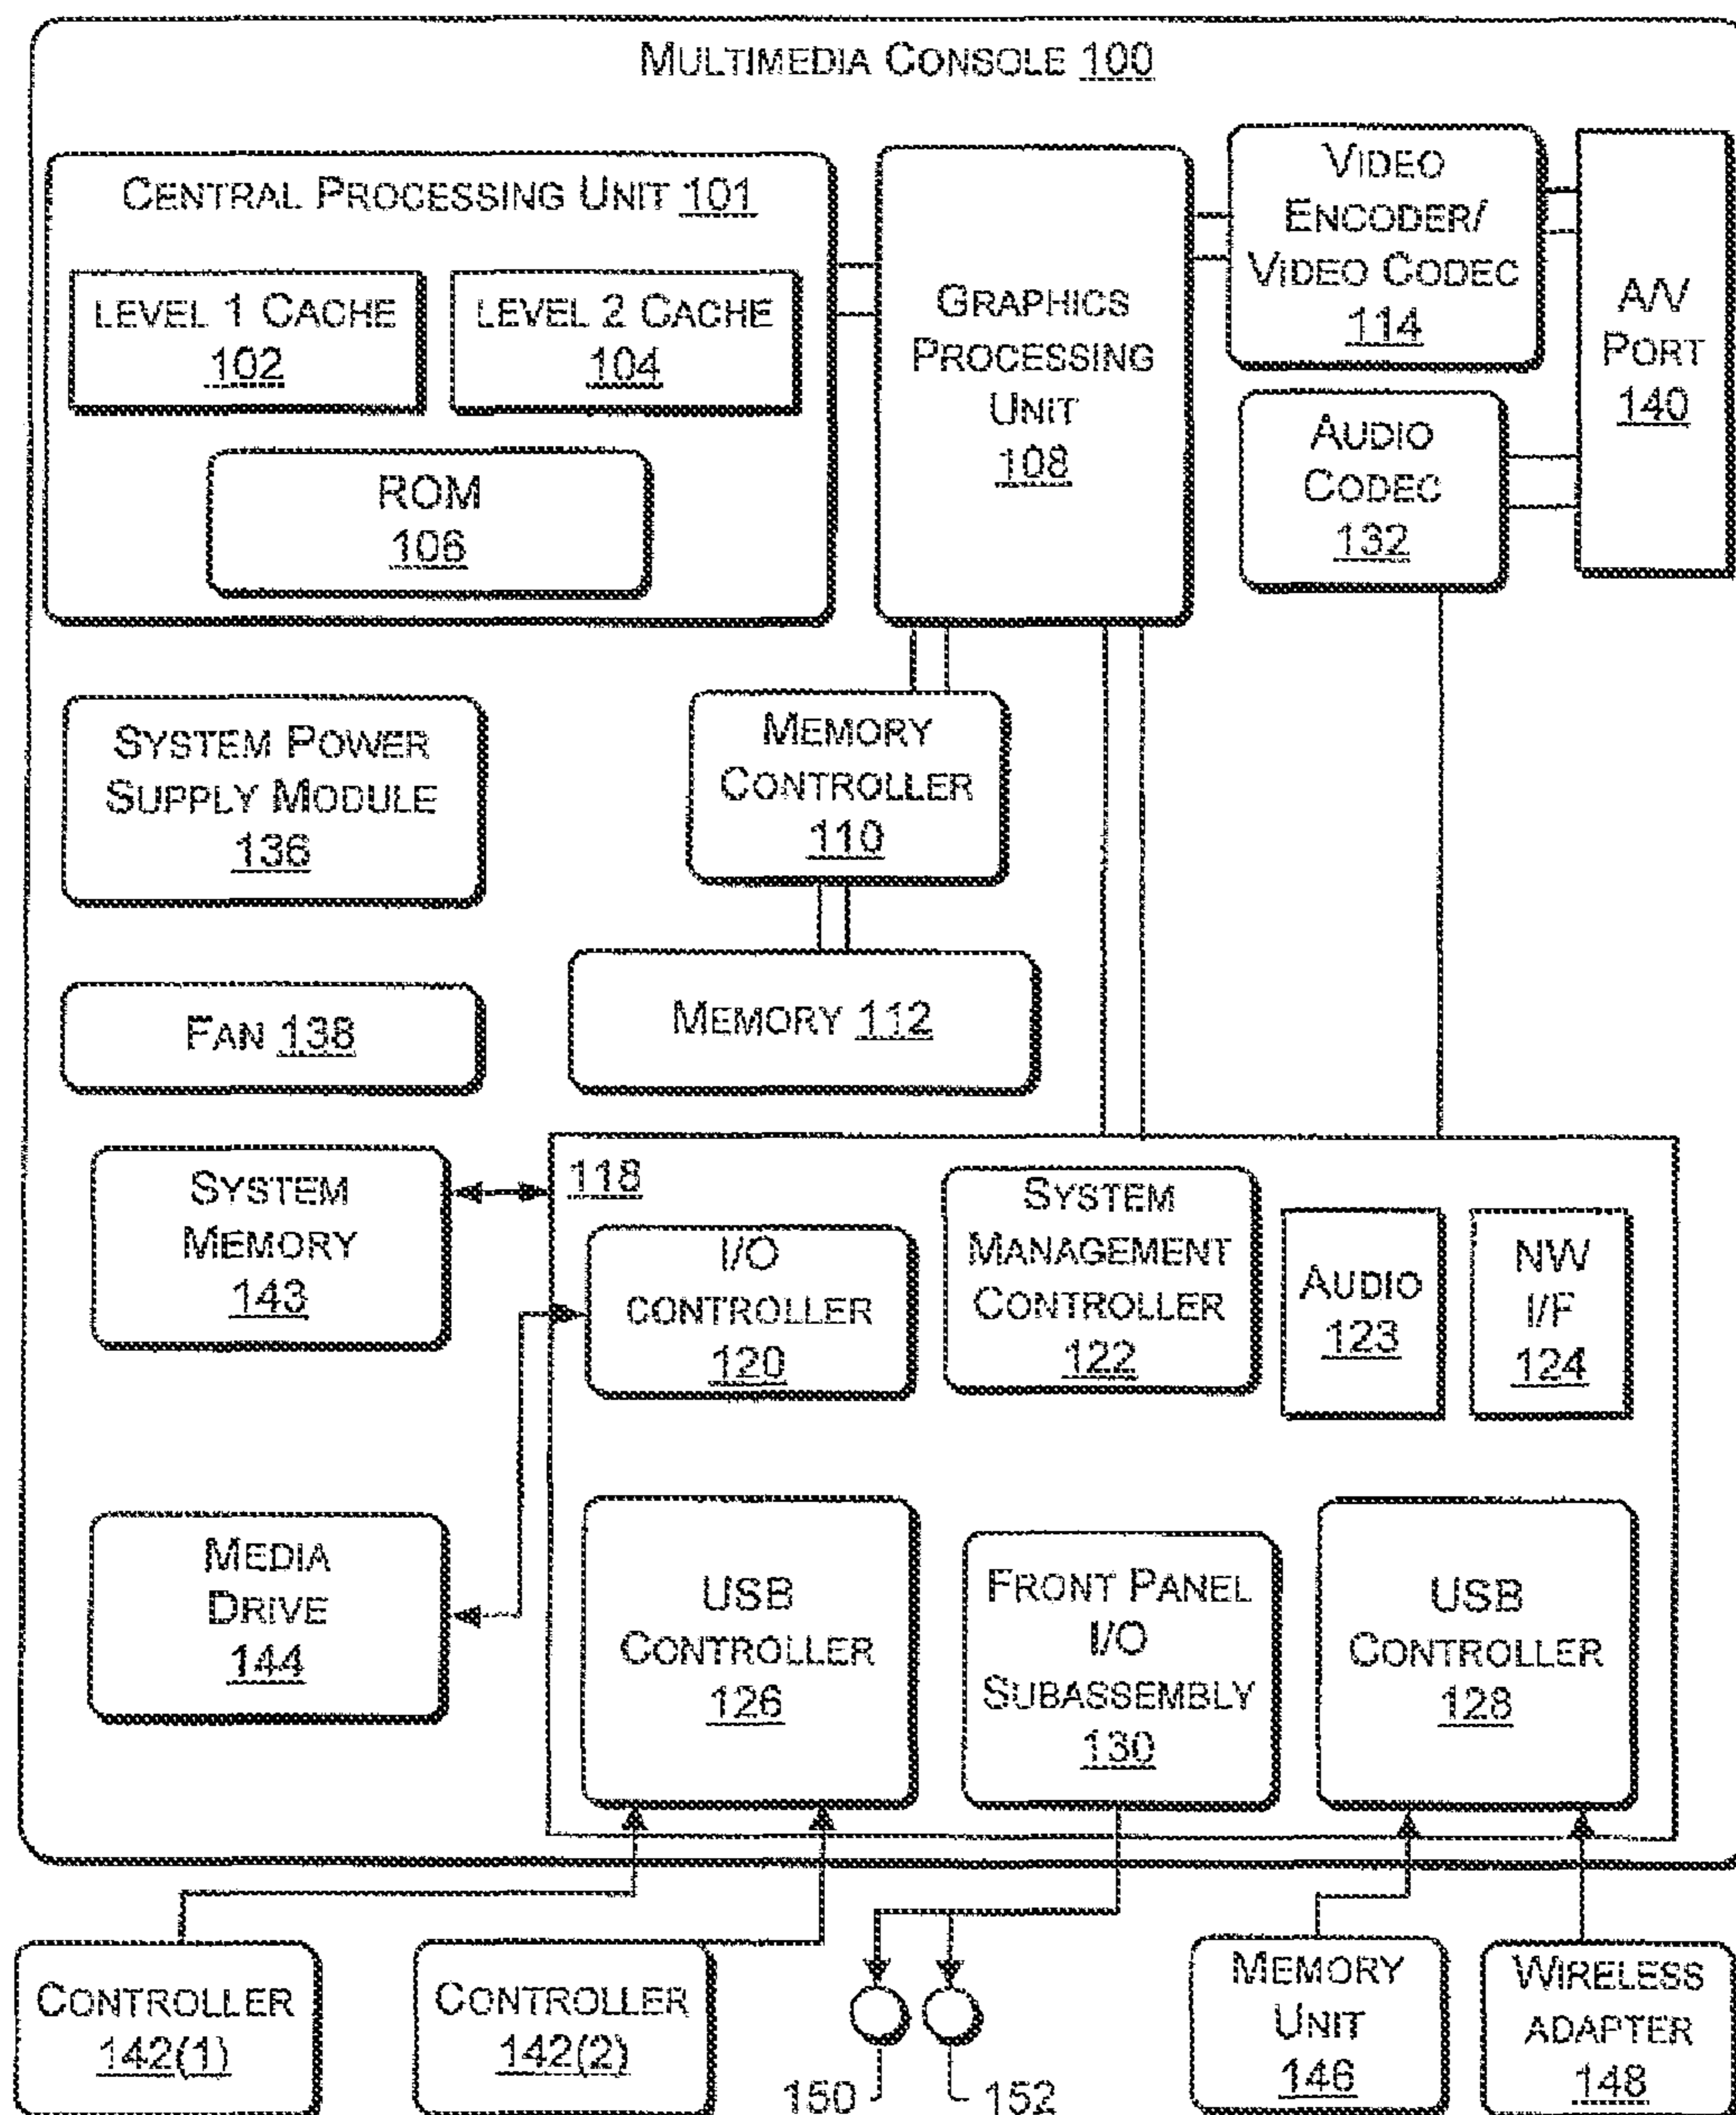 MULTIMEDIA CONSOLE 100
CENTRAL PROCESSING UNIT 101
LEVEL 1 CACHE
102
LEVEL 2 CACHE
104
ROM
106
GRAPHICS
PROCESSING
UNIT
108
VIDEO
ENCODER/
VIDEO CODEC
114
AUDIO
CODEC
132
A/V
PORT
140
SYSTEM POWER
SUPPLY MODULE
136
MEMORY
CONTROLLER
110
FAN 138
MEMORY 112
SYSTEM
MEMORY
143
118
I/O
CONTROLLER
120
SYSTEM
MANAGEMENT
CONTROLLER
122
AUDIO
123
NW
I/F
124
MEDIA
DRIVE
144
USB
CONTROLLER
126
FRONT PANEL
I/O
SUBASSEMBLY
130
USB
CONTROLLER
128
CONTROLLER
142(1)
CONTROLLER
142(2)
150
152
MEMORY
UNIT
146
WIRELESS
ADAPTER
148